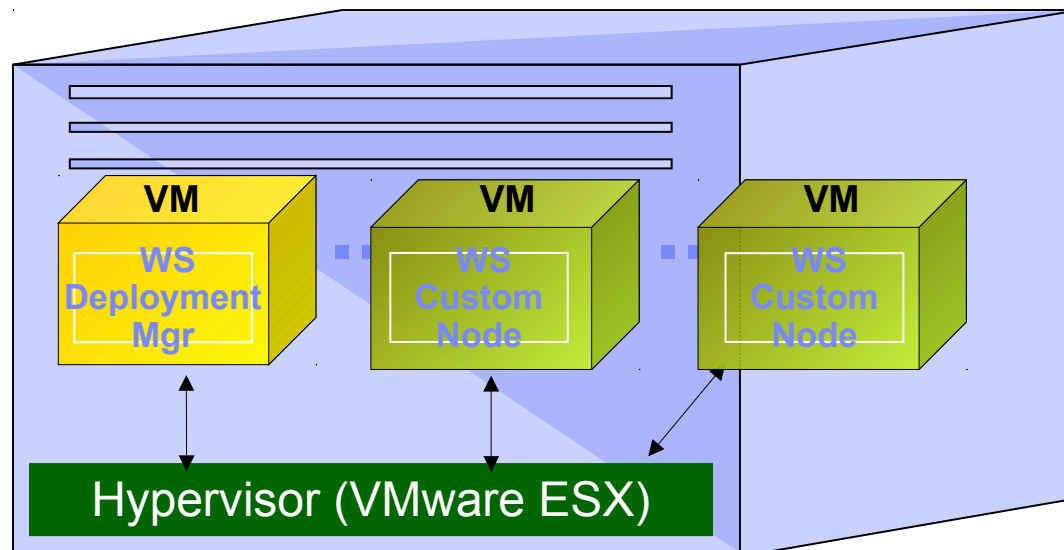 VM
WS
Deployment
Mgr
VM
WS
Custom
Node
VM
WS
Custom
Node
Hypervisor (VMware ESX)